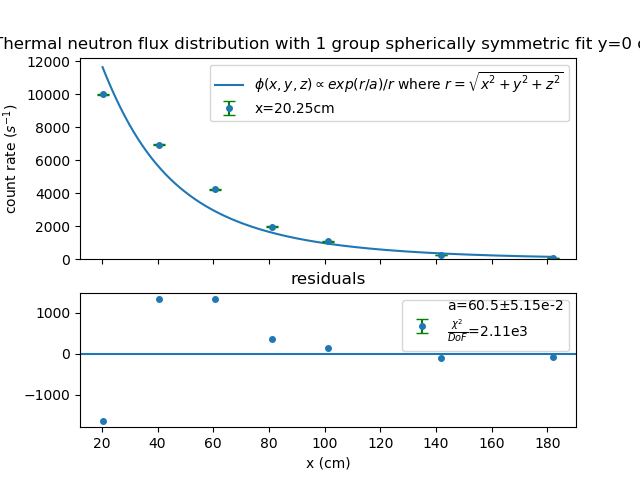 Thermal neutron flux distribution with 1 group spherically symmetric fit y=0
12000
10000
8000
6000
4000
2000
0
count rate (s⁻¹)
ϕ(x, y, z) ∝ exp(r/a)/r where r = √(x² + y² + z²)
x=20.25cm
residuals
1000
0
−1000
a=60.5±5.15e-2
χ²/DoF=2.11e3
20 40 60 80 100 120 140 160 180
x (cm)